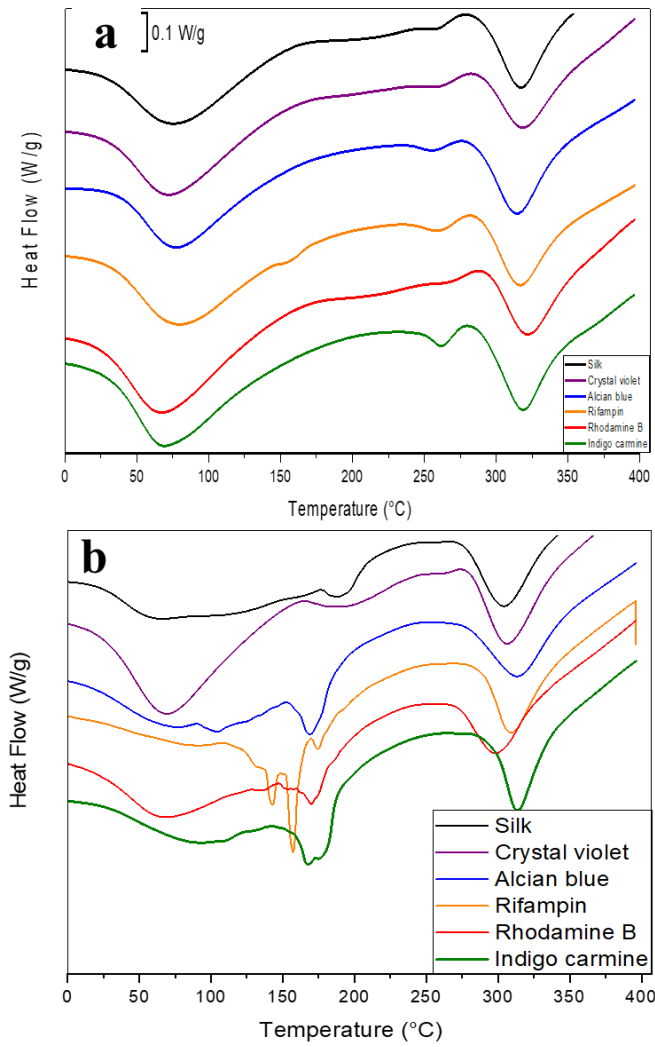 a
0.1 W/g
Heat Flow (W/g)
Silk
Crystal violet
Alcian blue
Rifampin
Rhodamine B
Indigo carmine
0 50 100 150 200 250 300 350 400
Temperature (°C)
b
Heat Flow (W/g)
Silk
Crystal violet
Alcian blue
Rifampin
Rhodamine B
Indigo carmine
0 50 100 150 200 250 300 350 400
Temperature (°C)